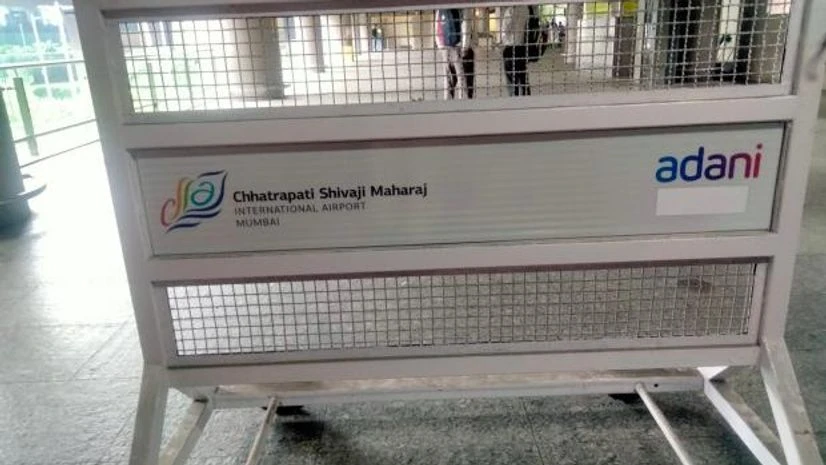 Chhatrapati Shivaji Maharaj
INTERNATIONAL AIRPORT
MUMBAI
adani